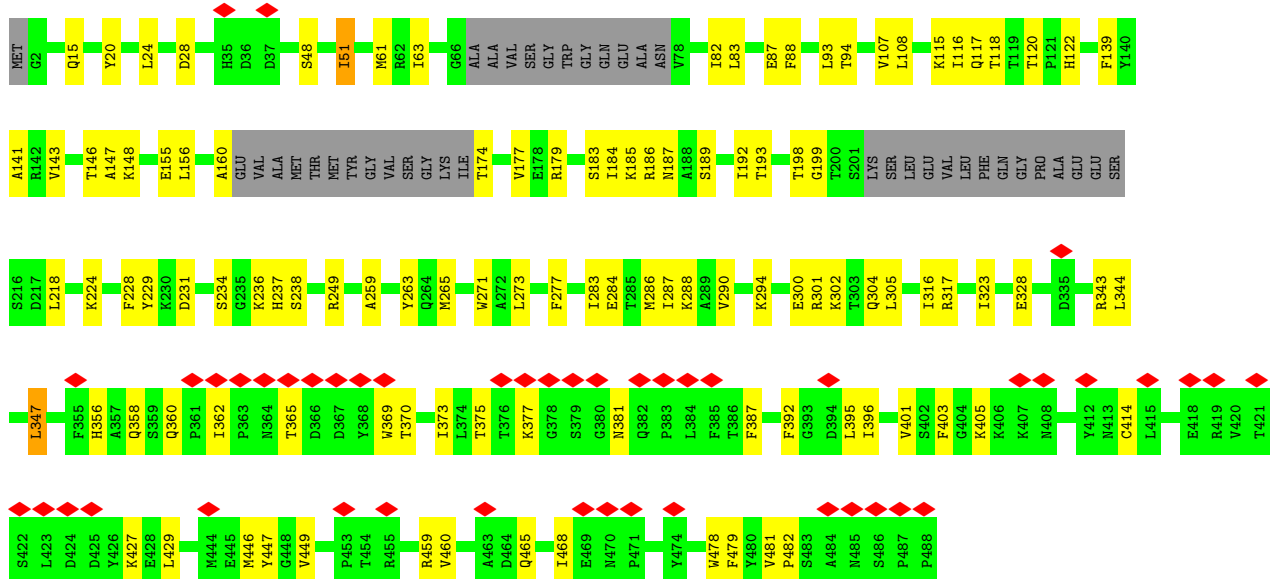 MET G2 Q15 Y20 L24 D28 H35 D36 D37 S48 I51 M61 R62 I63 G66 ALA ALA VAL SER GLY TRP GLY GLN GLU ALA ASN V78 I82 L83 E87 F88 L93 T94 V107 L108 K115 I116 Q117 T118 T119 T120 P121 H122 F139 Y140
A141 R142 V143 T146 A147 K148 E155 L156 A160 GLU VAL ALA MET THR MET TYR GLY VAL SER GLY LYS ILE T174 V177 E178 R179 S183 I184 K185 R186 N187 A188 S189 I192 T193 T198 G199 T200 S201 LYS SER LEU GLU VAL LEU PHE GLN GLY PRO ALA GLU GLU SER
S216 D217 L218 K224 F228 Y229 K230 D231 S234 G235 K236 H237 S238 R249 A259 Y263 Q264 M265 W271 A272 L273 F277 I283 E284 T285 M286 I287 K288 A289 V290 K294 E300 R301 K302 T303 Q304 L305 I316 R317 I323 E328 D335 R343 L344
L347 F355 H356 A357 Q358 S359 Q360 P361 I362 P363 N364 T365 D366 D367 Y368 W369 T370 I373 L374 T375 T376 K377 G378 S379 G380 N381 Q382 P383 L384 F385 T386 F387 F392 G393 D394 L395 I396 V401 S402 F403 G404 K405 K406 K407 N408 Y412 N413 C414 L415 E418 R419 V420 T421
S422 L423 D424 D425 Y426 K427 E428 L429 M444 E445 M446 Y447 G448 V449 P453 T454 R455 R459 V460 A463 D464 Q465 I468 E469 N470 P471 Y474 W478 F479 Y480 V481 P482 S483 A484 N485 S486 P487 P488